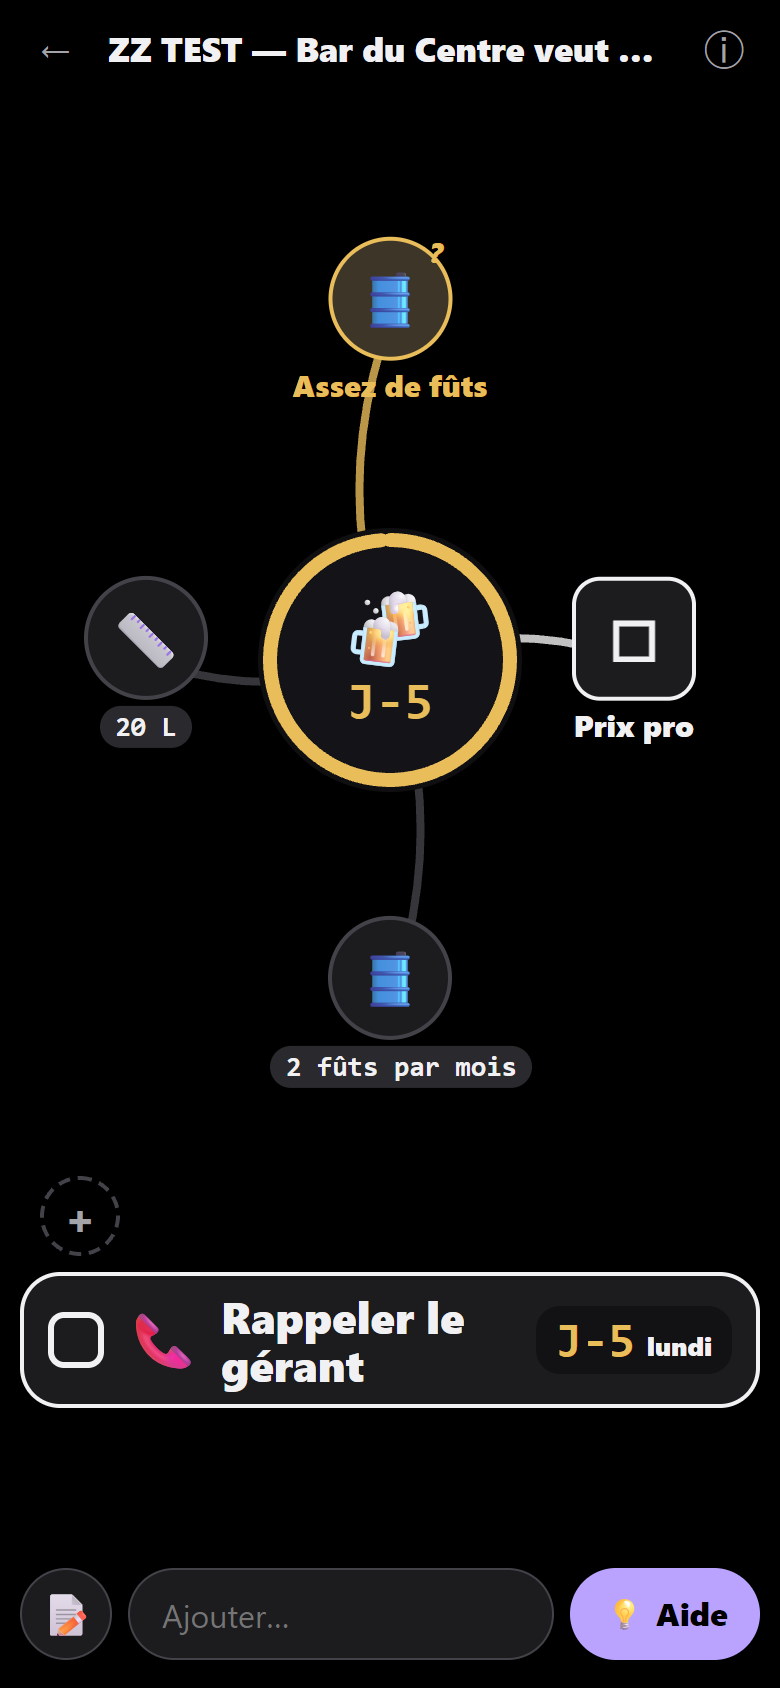 ZZ TEST — Bar du Centre veut ...
?
Assez de fûts
J-5
20 L
Prix pro
2 fûts par mois
+
Rappeler le
gérant
J-5 lundi
Ajouter...
Aide